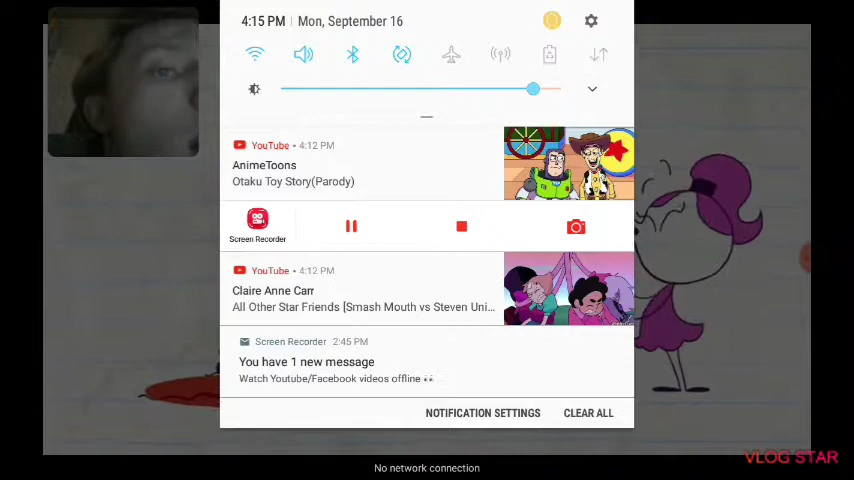 4:15 PM | Mon, September 16
YouTube • 4:12 PM
AnimeToons
Otaku Toy Story(Parody)
Screen Recorder
YouTube • 4:12 PM
Claire Anne Carr
All Other Star Friends [Smash Mouth vs Steven Uni...
Screen Recorder 2:45 PM
You have 1 new message
Watch Youtube/Facebook videos offline 👀
NOTIFICATION SETTINGS CLEAR ALL
VLOG STAR
No network connection